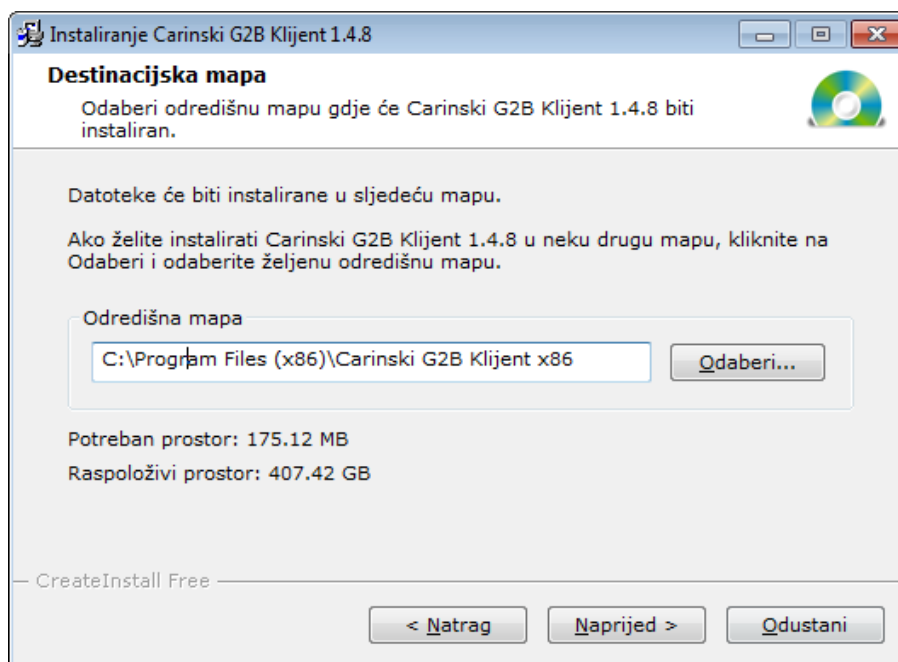 Instaliranje Carinski G2B Klijent 1.4.8
Destinacijska mapa
Odaberi odredišnu mapu gdje će Carinski G2B Klijent 1.4.8 biti
instaliran.
Datoteke će biti instalirane u sljedeću mapu.
Ako želite instalirati Carinski G2B Klijent 1.4.8 u neku drugu mapu, kliknite na
Odaberi i odaberite željenu odredišnu mapu.
Odredišna mapa
C:\Program Files (x86)\Carinski G2B Klijent x86
Odaberi...
Potreban prostor: 175.12 MB
Raspoloživi prostor: 407.42 GB
CreateInstall Free
< Natrag
Naprijed >
Odustani